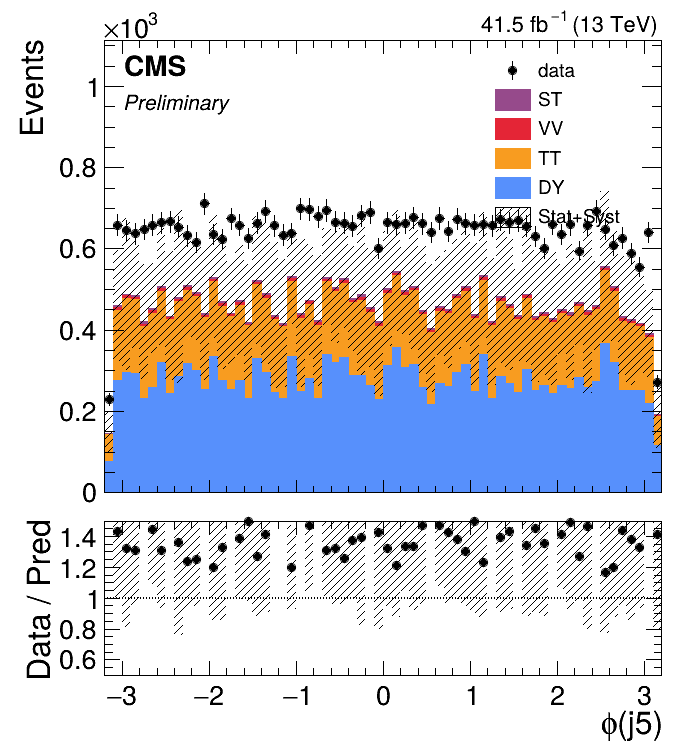 ×10³ 41.5 fb⁻¹ (13 TeV)
Events
CMS
Preliminary
data
ST
VV
TT
DY
Stat+Syst
1
0.8
0.6
0.4
0.2
0
Data / Pred
1.4
1.2
1
0.8
0.6
−3 −2 −1 0 1 2 3
ϕ(j5)